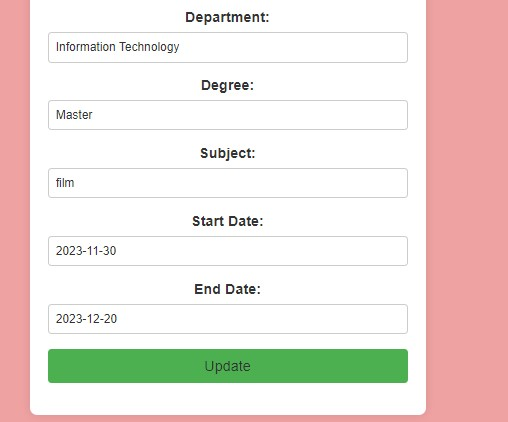 Department:
Information Technology
Degree:
Master
Subject:
film
Start Date:
2023-11-30
End Date:
2023-12-20
Update